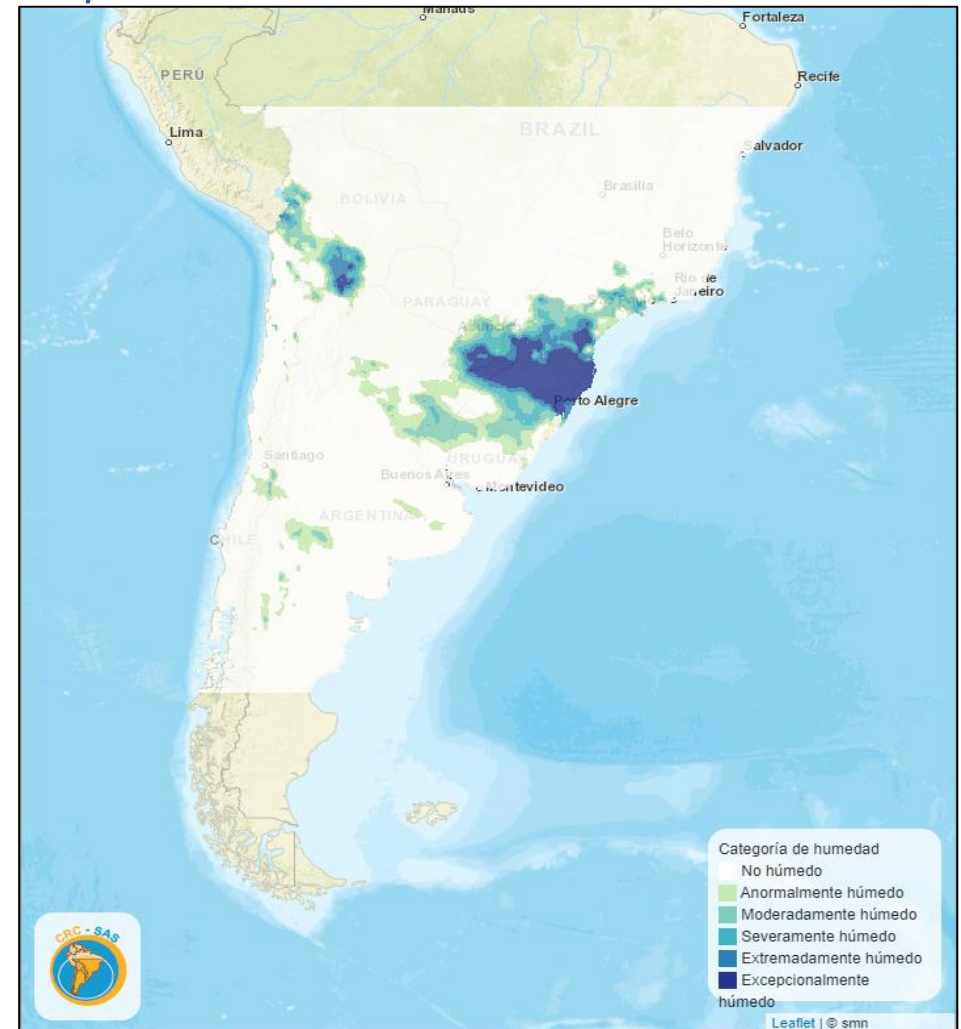 Manaus
Fortaleza
PERÚ
Recife
Lima
BRAZIL
Salvador
BOLIVIA
Brasília
Belo
Horizonte
Rio de
Janeiro
PARAGUAY
São Paulo
Asunción
Porto Alegre
Santiago
URUGUAY
Buenos Aires
Montevideo
ARGENTINA
CHILE
Categoría de humedad
No húmedo
Anormalmente húmedo
Moderadamente húmedo
Severamente húmedo
Extremadamente húmedo
Excepcionalmente
húmedo
CRC - SAS
Leaflet | © smn